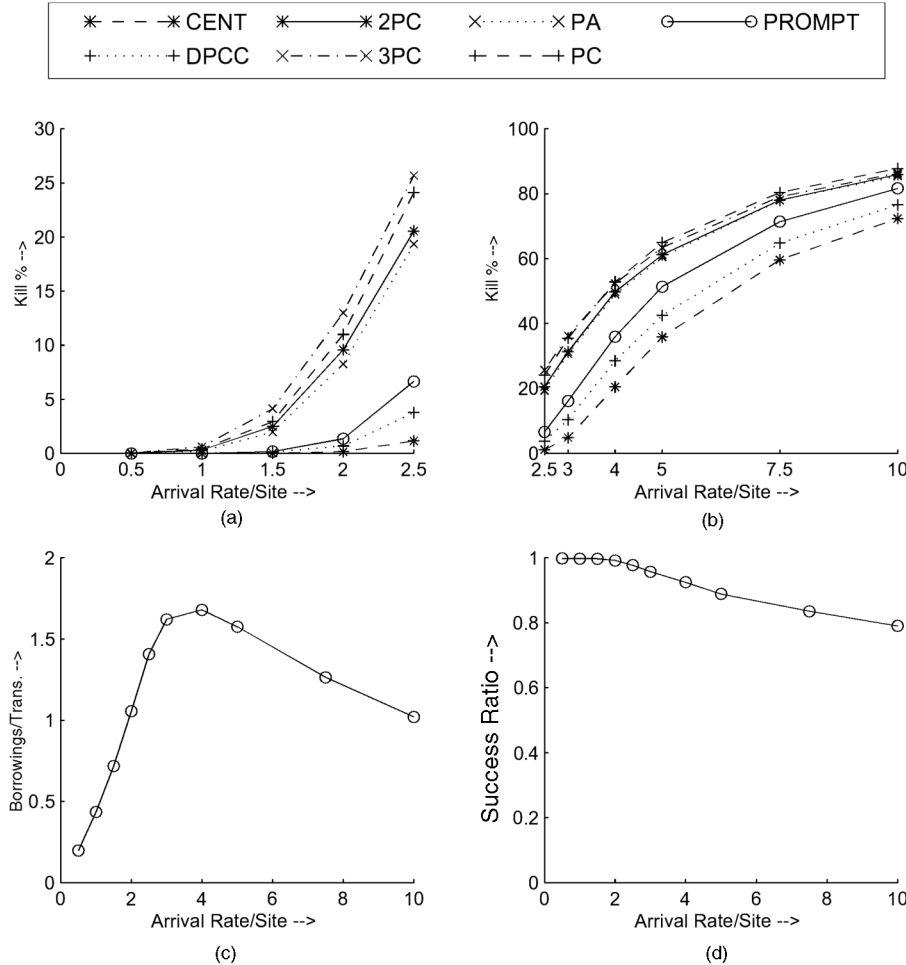 CENT 2PC PA PROMPT
DPCC 3PC PC
30
25
20
15
10
5
0
Kill % -->
0 0.5 1 1.5 2 2.5
Arrival Rate/Site -->
(a)
100
80
60
40
20
0
Kill % -->
2.5 3 4 5 7.5 10
Arrival Rate/Site -->
(b)
2
1.5
1
0.5
0
Borrowings/Trans. -->
0 2 4 6 8 10
Arrival Rate/Site -->
(c)
1
0.8
0.6
0.4
0.2
0
Success Ratio -->
0 2 4 6 8 10
Arrival Rate/Site -->
(d)